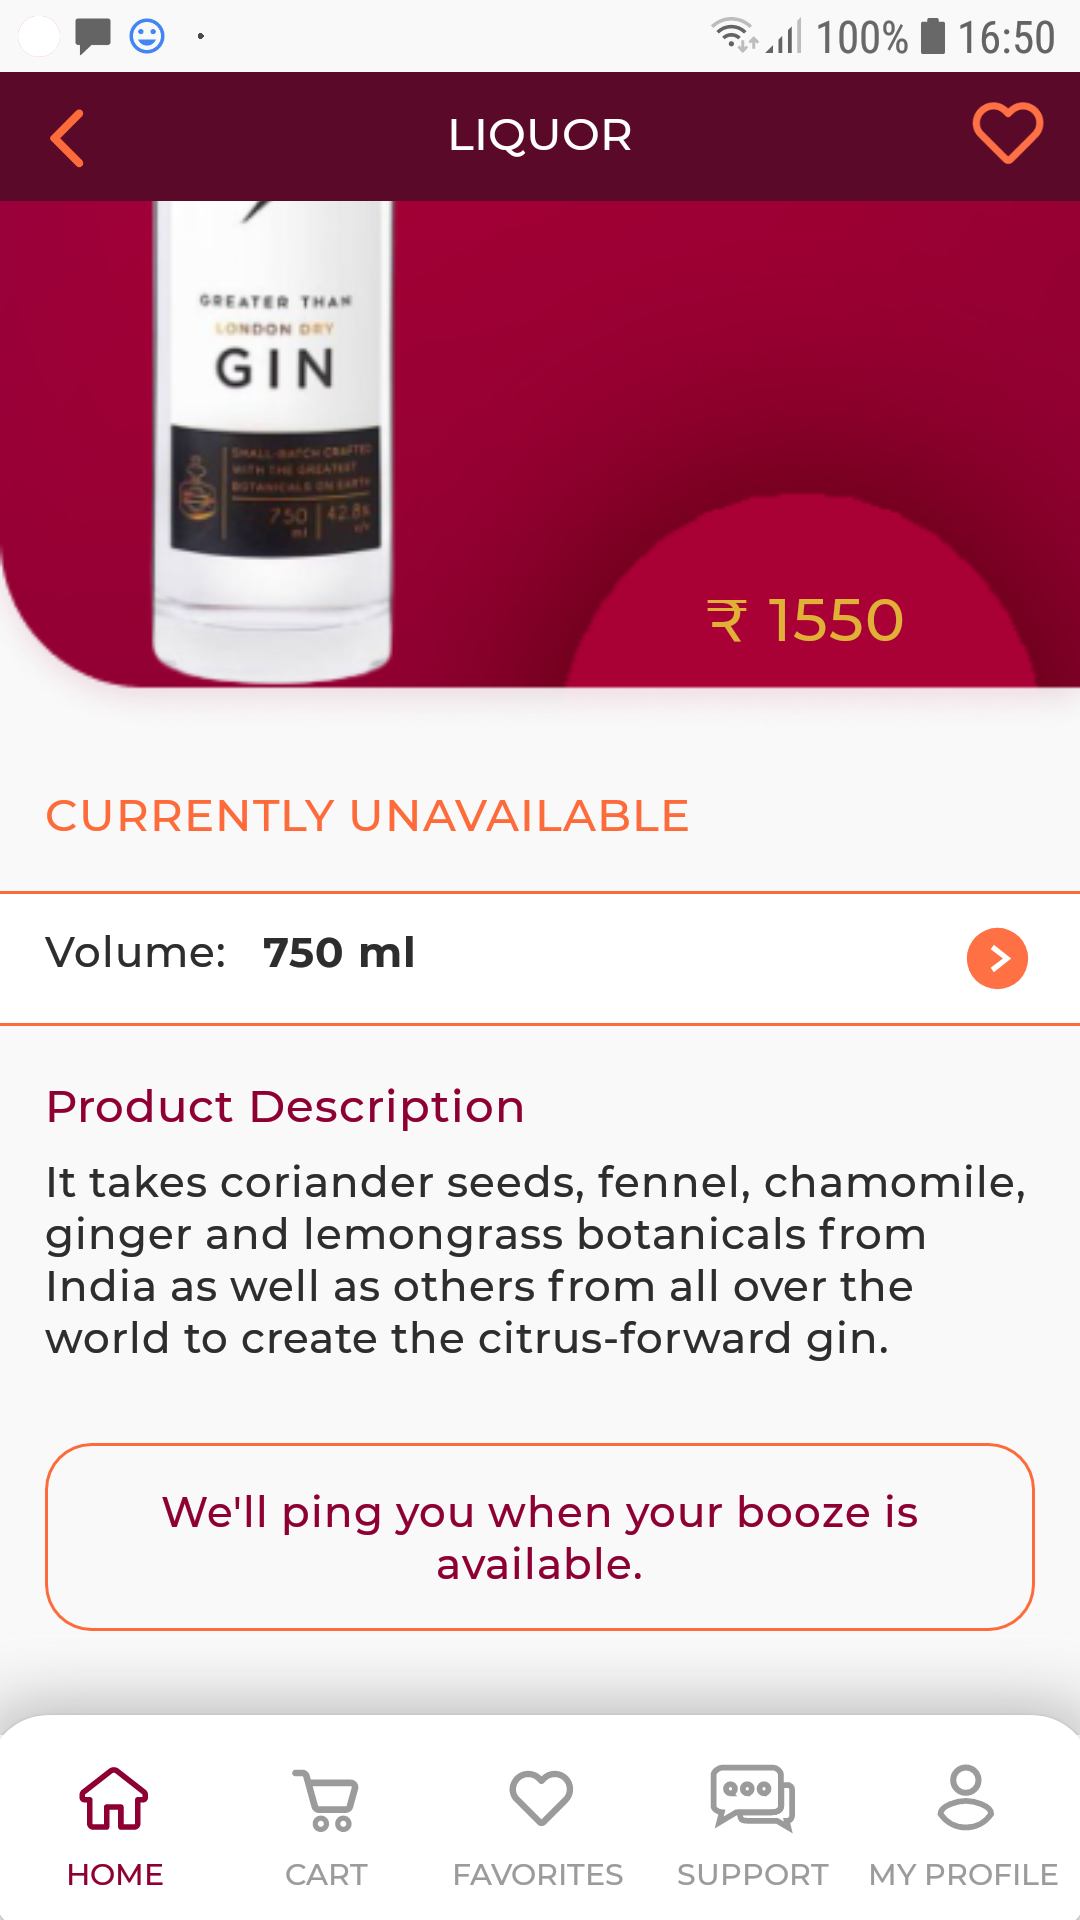 100% 16:50
LIQUOR
GREATER THAN
LONDON DRY
GIN
SMALL-BATCH CRAFTED
WITH THE GREATEST
BOTANICALS ON EARTH
750 ml 42.8% v/v
₹ 1550
CURRENTLY UNAVAILABLE
Volume: 750 ml
Product Description
It takes coriander seeds, fennel, chamomile,
ginger and lemongrass botanicals from
India as well as others from all over the
world to create the citrus-forward gin.
We'll ping you when your booze is
available.
HOME CART FAVORITES SUPPORT MY PROFILE